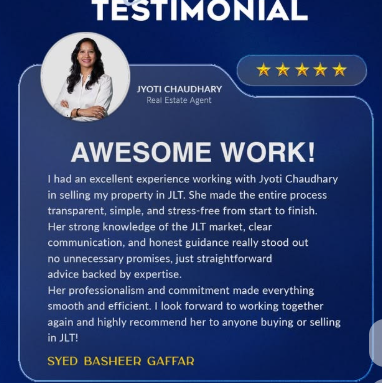 TESTIMONIAL
JYOTI CHAUDHARY
Real Estate Agent
AWESOME WORK!
I had an excellent experience working with Jyoti Chaudhary
in selling my property in JLT. She made the entire process
transparent, simple, and stress-free from start to finish.
Her strong knowledge of the JLT market, clear
communication, and honest guidance really stood out
no unnecessary promises, just straightforward
advice backed by expertise.
Her professionalism and commitment made everything
smooth and efficient. I look forward to working together
again and highly recommend her to anyone buying or selling
in JLT!
SYED BASHEER GAFFAR